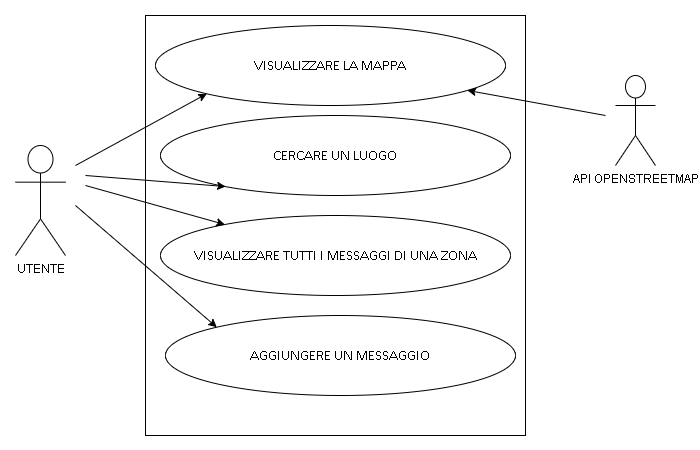 VISUALIZZARE LA MAPPA
CERCARE UN LUOGO
API OPENSTREETMAP
VISUALIZZARE TUTTI I MESSAGGI DI UNA ZONA
UTENTE
AGGIUNGERE UN MESSAGGIO